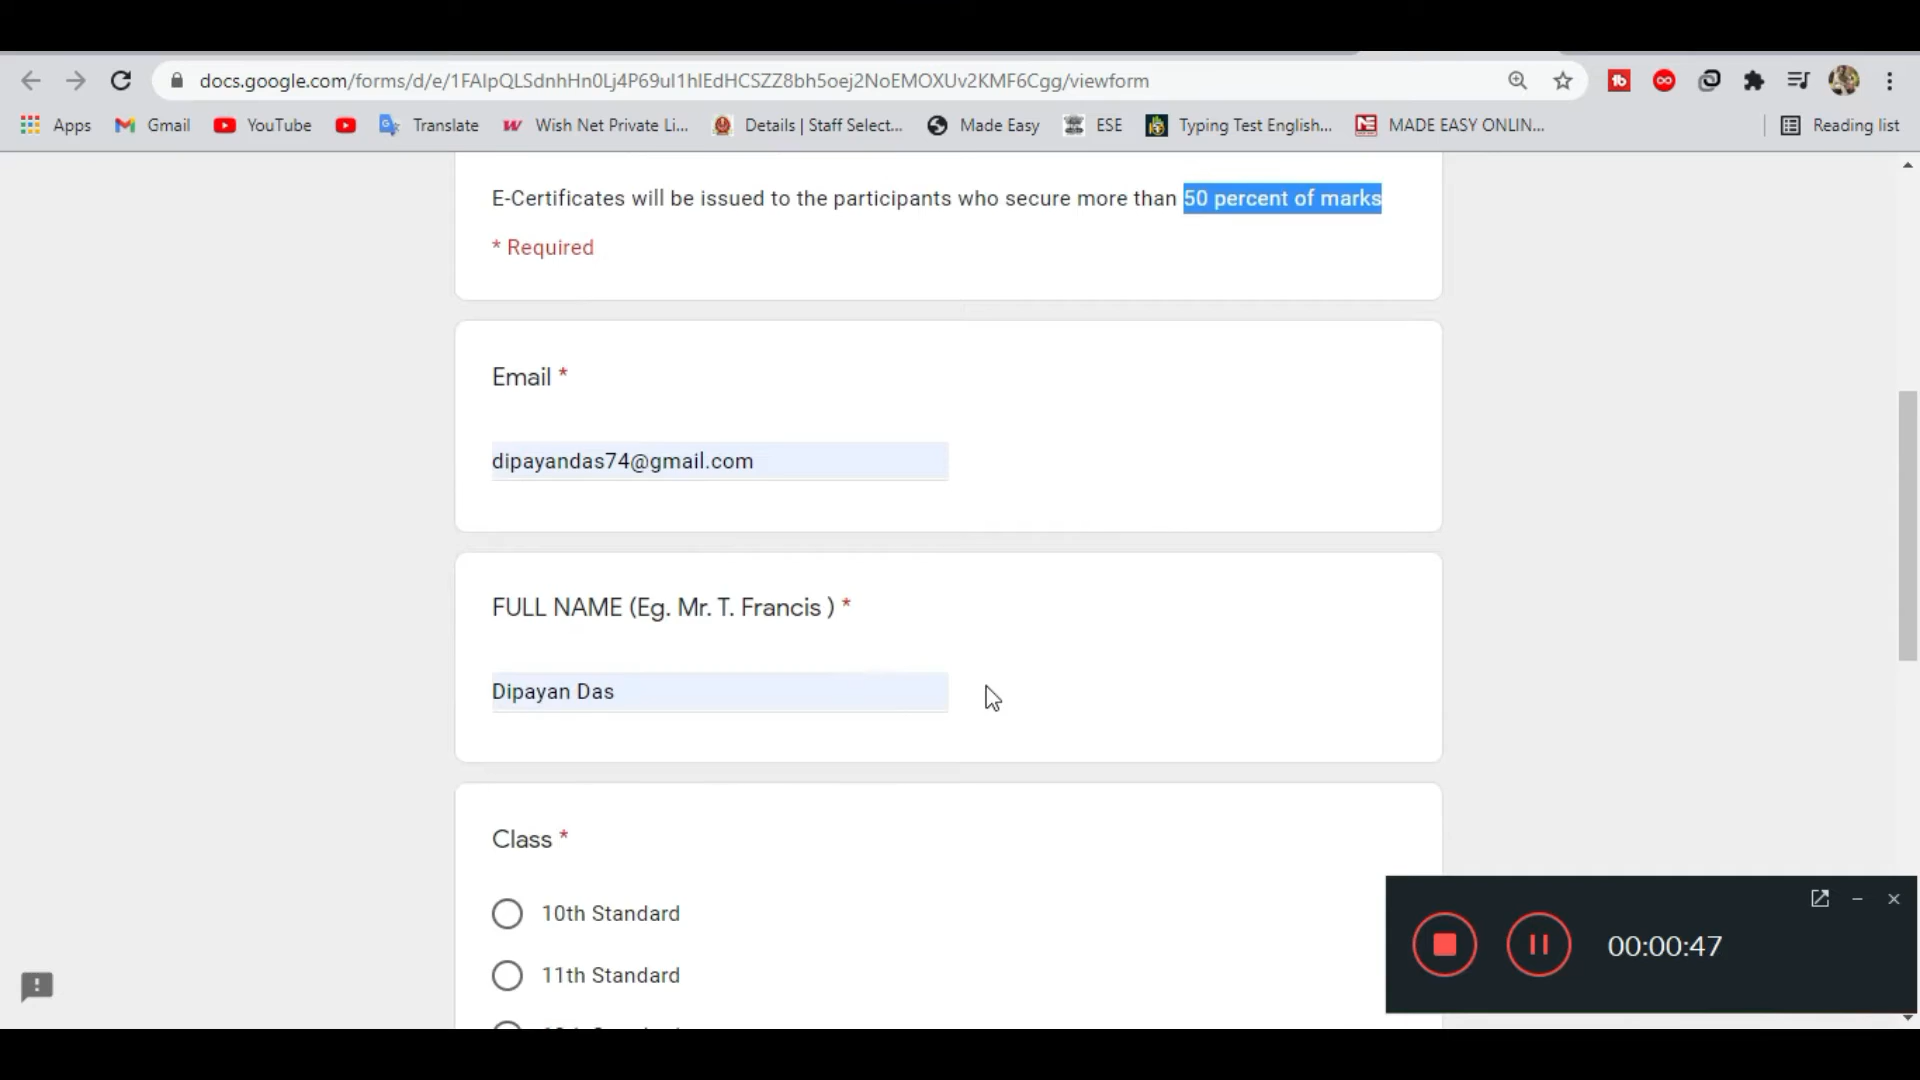 docs.google.com/forms/d/e/1FAIpQLSdnhHn0Lj4P69uI1hIEdHCSZZ8bh5oej2NoEMOXUv2KMF6Cgg/viewform
Apps Gmail YouTube Translate Wish Net Private Li... Details | Staff Select... Made Easy ESE Typing Test English... MADE EASY ONLIN... Reading list
E-Certificates will be issued to the participants who secure more than 50 percent of marks
* Required
Email *
dipayandas74@gmail.com
FULL NAME (Eg. Mr. T. Francis ) *
Dipayan Das
Class *
10th Standard
11th Standard
00:00:47